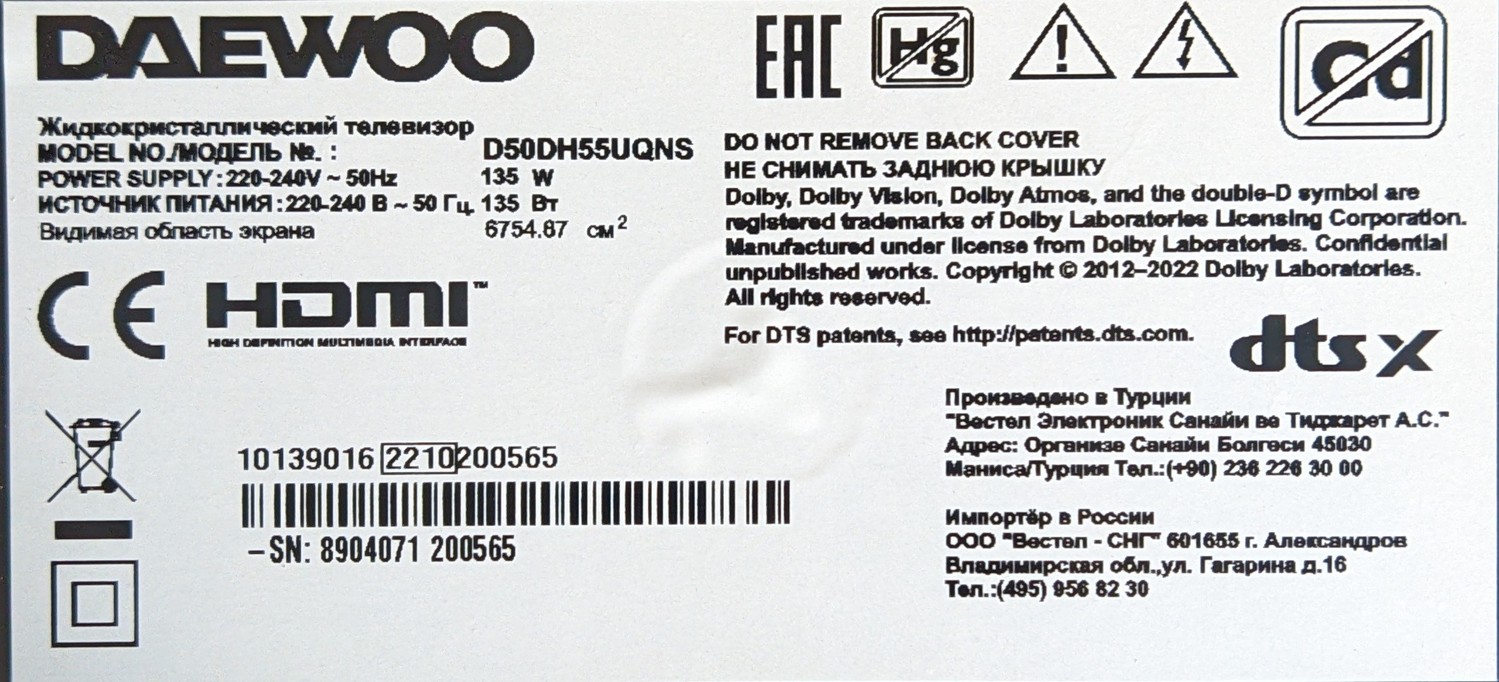 DAEWOO
EAC
Hg
Cd
Жидкокристаллический телевизор
MODEL NO./МОДЕЛЬ №. : D50DH55UQNS
POWER SUPPLY : 220-240V ~ 50Hz 135 W
ИСТОЧНИК ПИТАНИЯ : 220-240 В ~ 50 Гц. 135 Вт
Видимая область экрана 6754.87 см²
CE HDMI™
HIGH DEFINITION MULTIMEDIA INTERFACE
DO NOT REMOVE BACK COVER
НЕ СНИМАТЬ ЗАДНЮЮ КРЫШКУ
Dolby, Dolby Vision, Dolby Atmos, and the double-D symbol are
registered trademarks of Dolby Laboratories Licensing Corporation.
Manufactured under license from Dolby Laboratories. Confidential
unpublished works. Copyright © 2012–2022 Dolby Laboratories.
All rights reserved.
For DTS patents, see http://patents.dts.com.
dts X
10139016 2210 200565
–SN: 8904071 200565
Произведено в Турции
"Вестел Электроник Санайи ве Тиджарет А.С."
Адрес: Организе Санайи Болгеси 45030
Маниса/Турция Тел.:(+90) 236 226 30 00
Импортёр в России
ООО "Вестел - СНГ" 601655 г. Александров
Владимирская обл.,ул. Гагарина д.16
Тел.:(495) 956 82 30